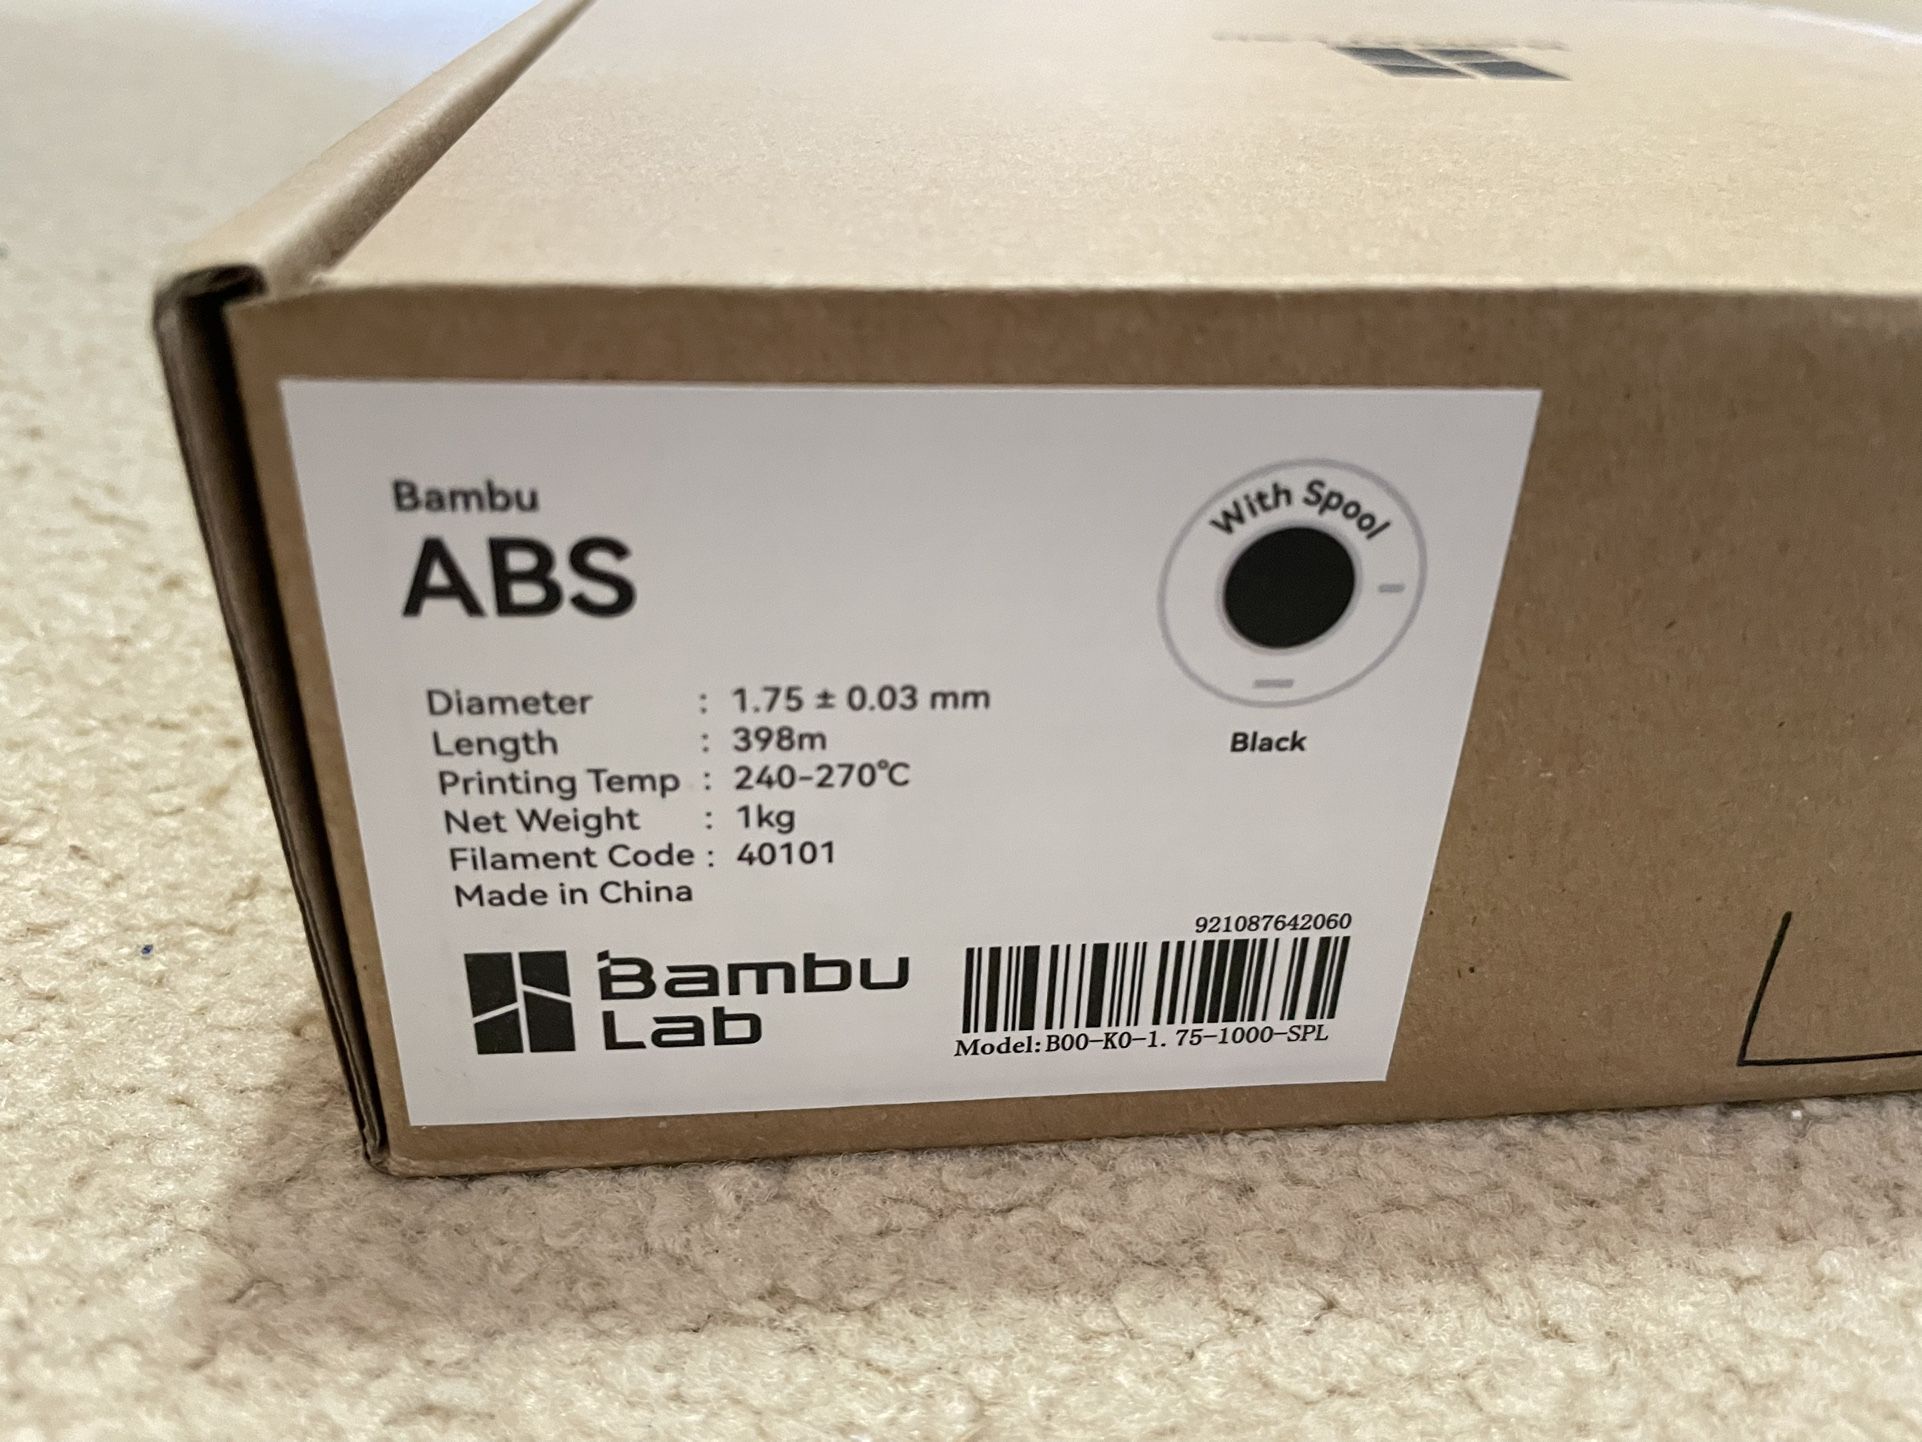 Bambu
ABS
With Spool
Black
Diameter : 1.75 ± 0.03 mm
Length : 398m
Printing Temp : 240-270°C
Net Weight : 1kg
Filament Code : 40101
Made in China
Bambu
Lab
921087642060
Model:B00-K0-1. 75-1000-SPL